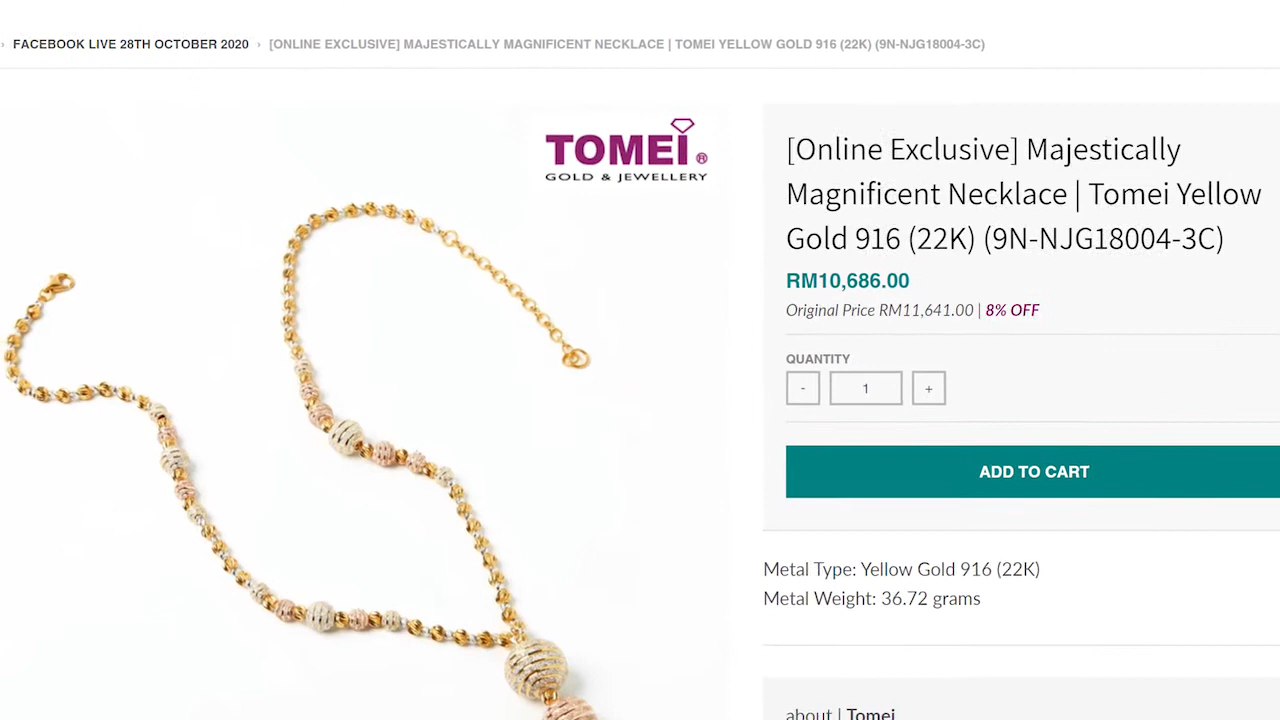 › FACEBOOK LIVE 28TH OCTOBER 2020 › [ONLINE EXCLUSIVE] MAJESTICALLY MAGNIFICENT NECKLACE | TOMEI YELLOW GOLD 916 (22K) (9N-NJG18004-3C)
TOMEI®
GOLD & JEWELLERY
[Online Exclusive] Majestically
Magnificent Necklace | Tomei Yellow
Gold 916 (22K) (9N-NJG18004-3C)
RM10,686.00
Original Price RM11,641.00 | 8% OFF
QUANTITY
- 1 +
ADD TO CART
Metal Type: Yellow Gold 916 (22K)
Metal Weight: 36.72 grams
about | Tomei